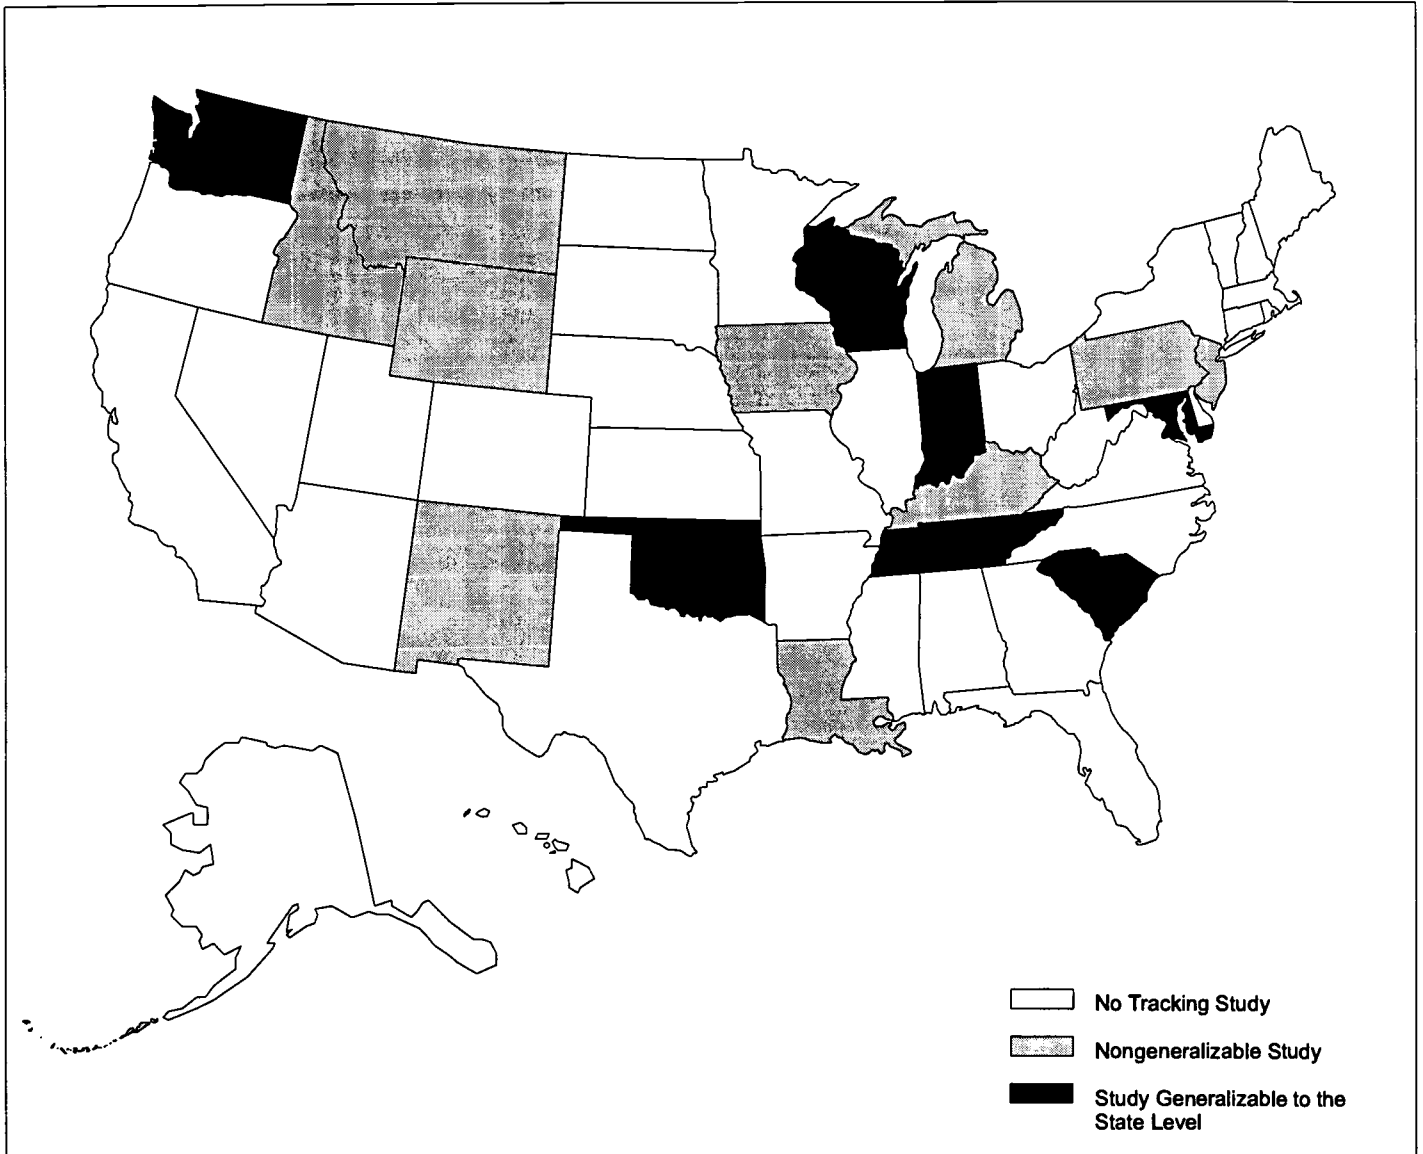 No Tracking Study
Nongeneralizable Study
Study Generalizable to the
State Level